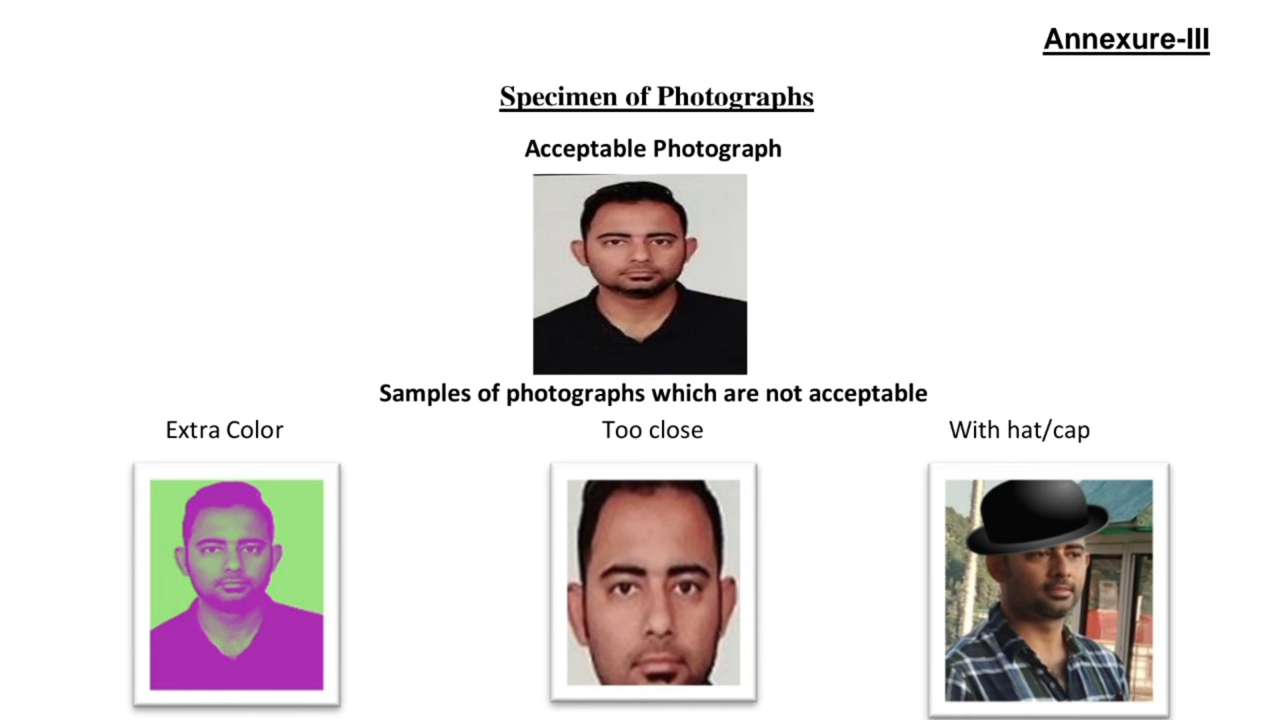 Annexure-III
Specimen of Photographs
Acceptable Photograph
Samples of photographs which are not acceptable
Extra Color
Too close
With hat/cap